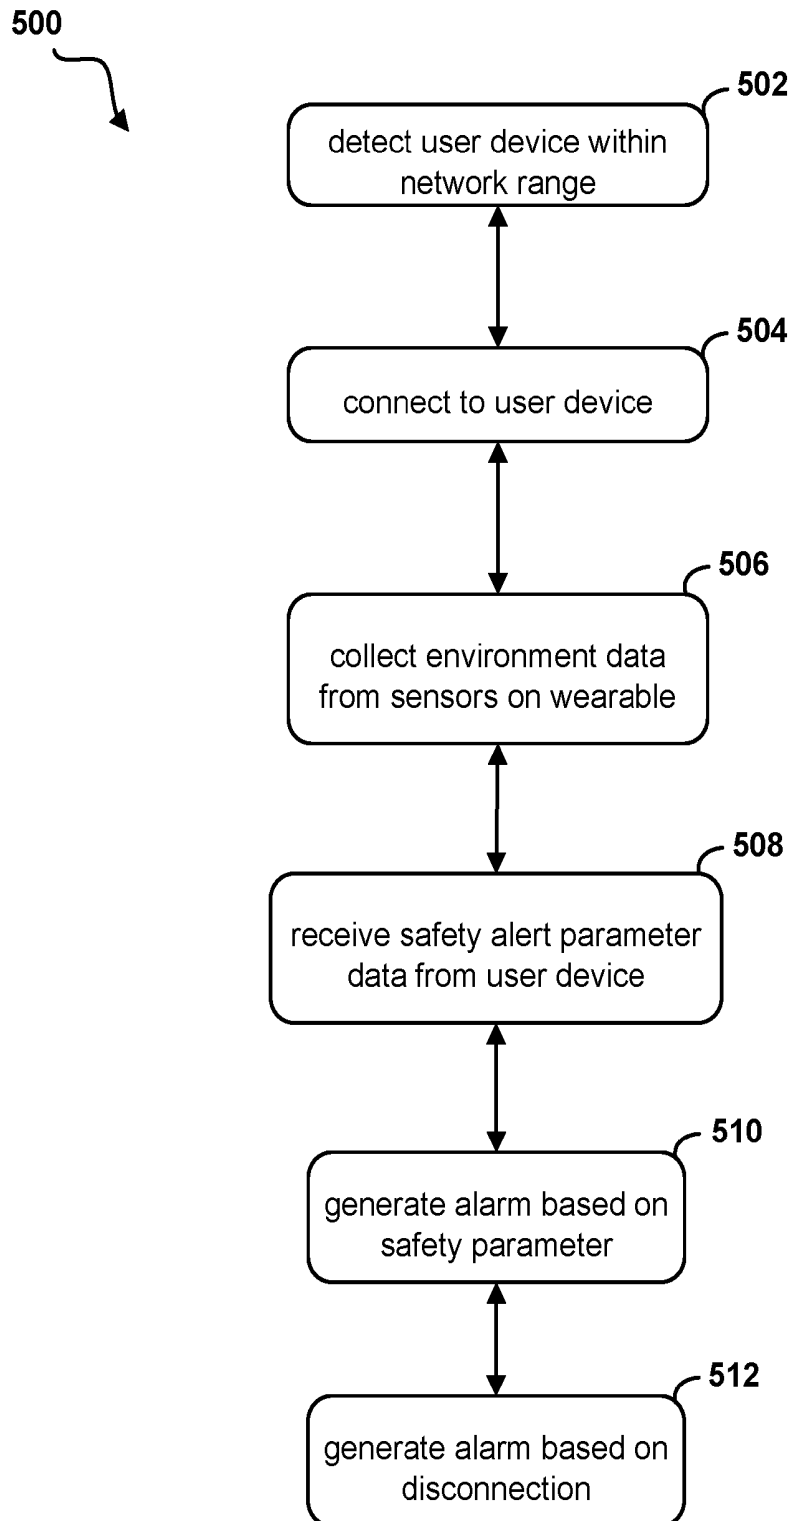 500
502
detect user device within
network range
504
connect to user device
506
collect environment data
from sensors on wearable
508
receive safety alert parameter
data from user device
510
generate alarm based on
safety parameter
512
generate alarm based on
disconnection